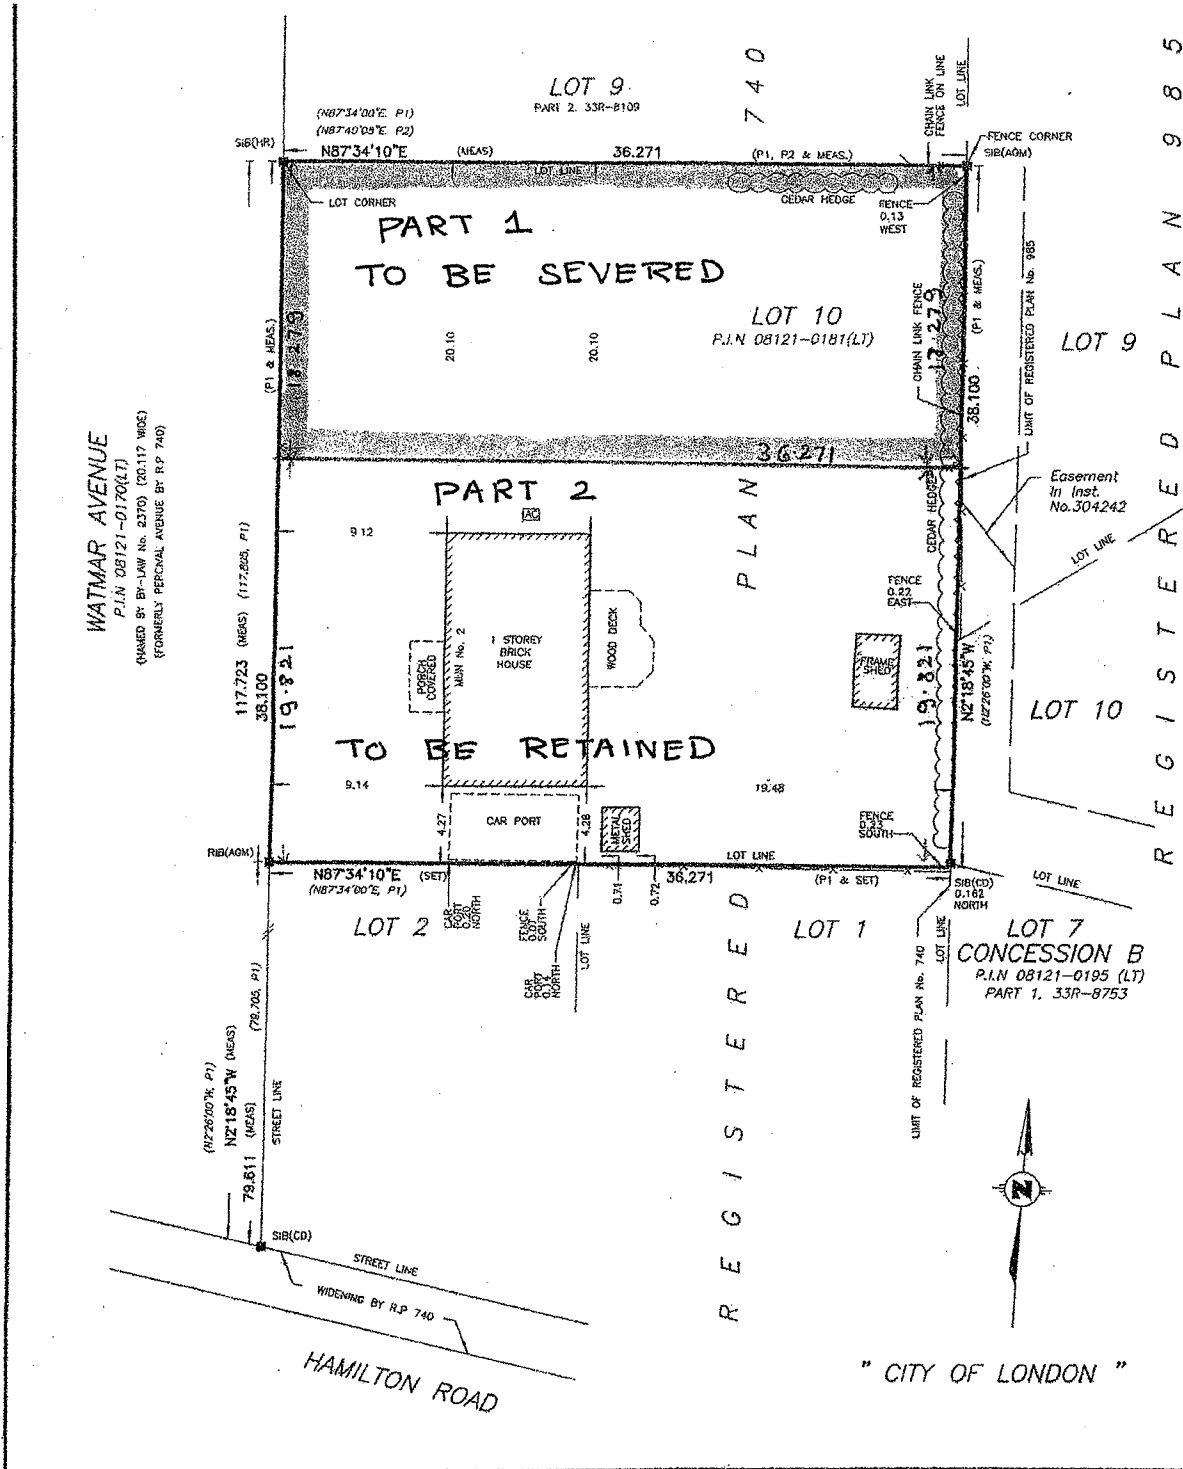 LOT 9
PART 2, 33R-8109
(N87°34'00"E, P1)
(N87°40'05"E, P2)
SIB(HR)
N87°34'10"E
(MEAS)
36.271
(P1, P2 & MEAS.)
CHAIN LINK
FENCE ON LINE
LOT LINE
FENCE CORNER
SIB(AGM)
LOT LINE
LOT CORNER
CEDAR HEDGE
FENCE
0.13
WEST
PART 1
TO BE SEVERED
LOT 10
P.I.N 08121-0181(LT)
20.10
20.10
(P1 & MEAS.)
18.279
CHAIN LINK FENCE
18.279
(P1 & MEAS.)
38.100
LIMIT OF REGISTERED PLAN No. 985
LOT 9
36.271
WATMAR AVENUE
P.I.N 08121-0170(LT)
(NAMED BY BY-LAW No. 2370) (20.117 WIDE)
(FORMERLY PERCIVAL AVENUE BY R.P 740)
PART 2
AC
CEDAR HEDGE
Easement
In Inst.
No.304242
LOT LINE
9.12
117.723 (MEAS) (117.805, P1)
38.100
19.821
PORCH
COVERED
MUN No. 2
1 STOREY
BRICK
HOUSE
WOOD DECK
FENCE
0.22
EAST
FRAME
SHED
19.821
N2°18'45"W
(N2°26'00"W, P1)
LOT 10
TO BE RETAINED
9.14
19.48
4.27
CAR PORT
4.28
METAL
SHED
FENCE
0.23
SOUTH
RIB(AGM)
LOT LINE
N87°34'10"E
(SET)
(N87°34'00"E, P1)
0.71
0.72
36.271
(P1 & SET)
SIB(CD)
0.162
NORTH
LOT LINE
LOT 2
CAR
PORT
0.20
NORTH
FENCE
SOUTH
CAR
PORT
0.14
NORTH
LOT LINE
LOT 1
LOT LINE
LOT 7
CONCESSION B
P.I.N 08121-0195 (LT)
PART 1, 33R-8753
LIMIT OF REGISTERED PLAN No. 740
(79.705, P1)
(N2°26'00"W, P1)
N2°18'45"W (MEAS)
79.611 (MEAS)
STREET LINE
SIB(CD)
STREET LINE
WIDENING BY R.P 740
HAMILTON ROAD
REGISTERED PLAN 740
REGISTERED PLAN 985
N
" CITY OF LONDON "